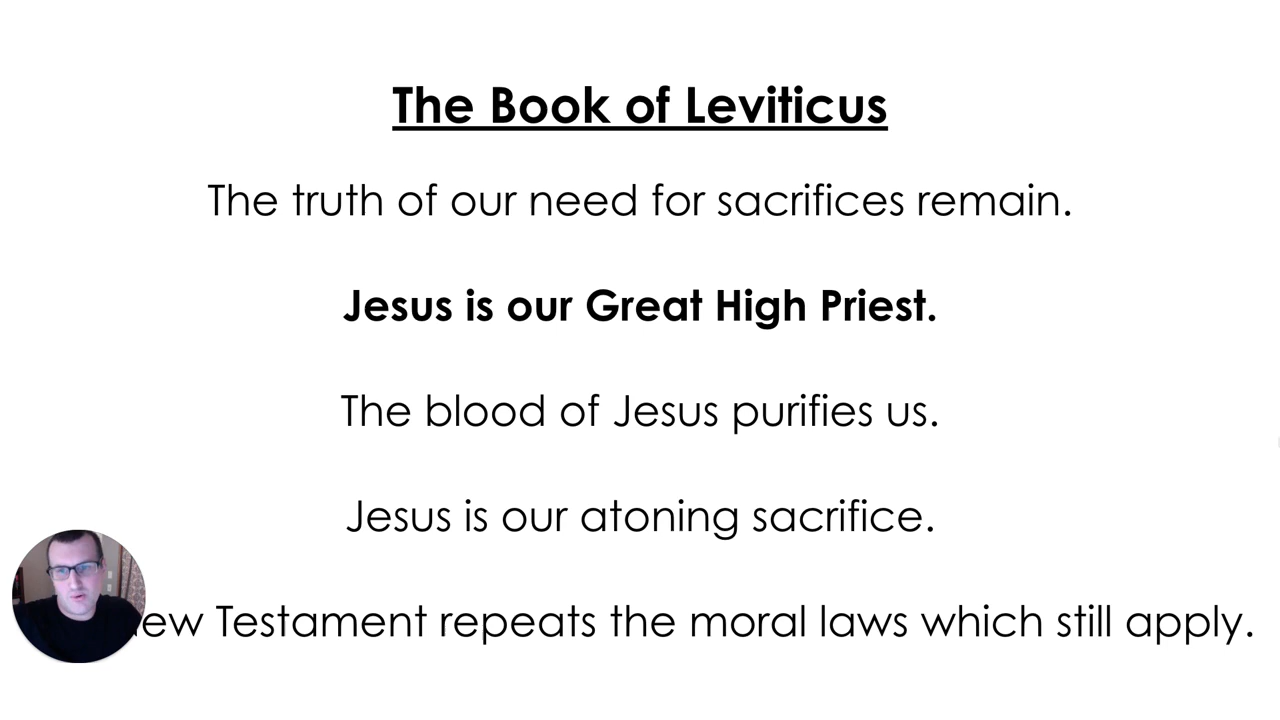 The Book of Leviticus
The truth of our need for sacrifices remain.
Jesus is our Great High Priest.
The blood of Jesus purifies us.
Jesus is our atoning sacrifice.
Testament repeats the moral laws which still apply.